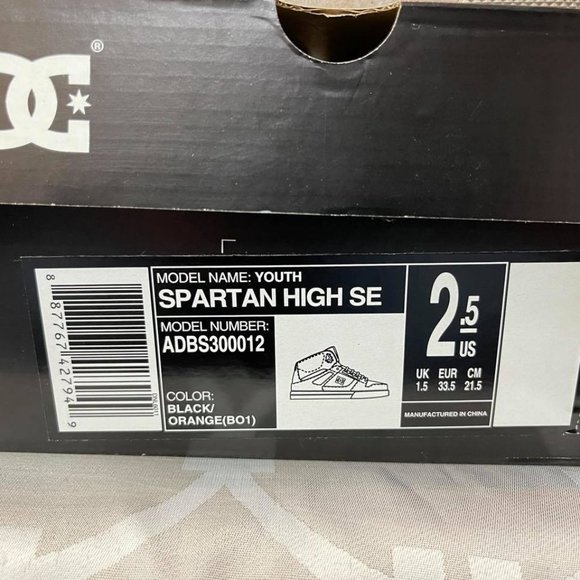 DC®
MODEL NAME: YOUTH
SPARTAN HIGH SE
MODEL NUMBER:
ADBS300012
COLOR:
BLACK/
ORANGE(BO1)
2.5
US
UK EUR CM
1.5 33.5 21.5
MANUFACTURED IN CHINA
8 87767 42794 9